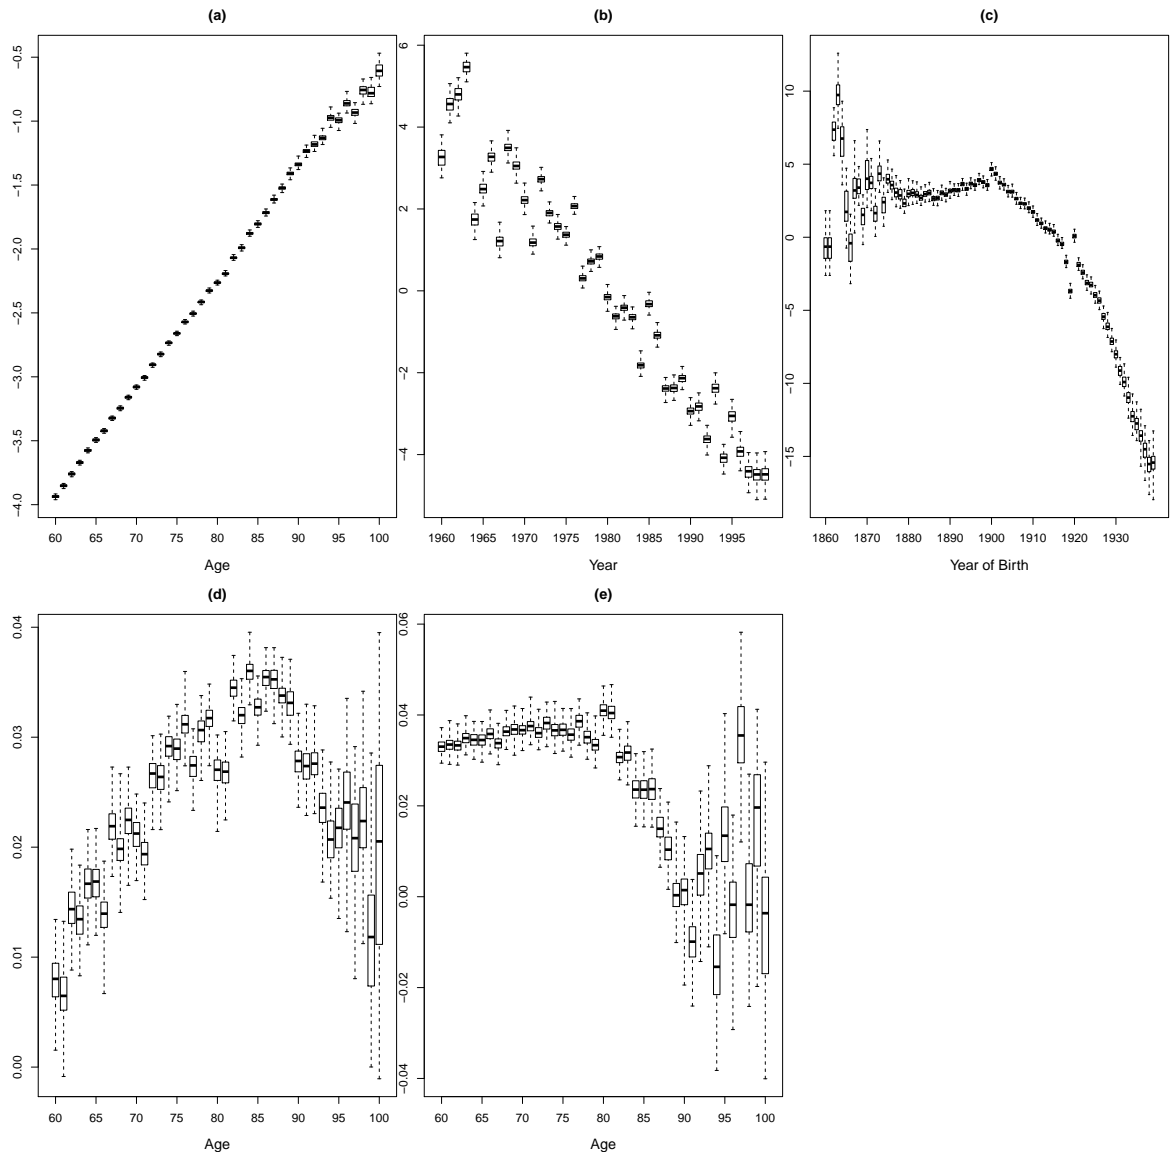 (a)
−4.0 −3.5 −3.0 −2.5 −2.0 −1.5 −1.0 −0.5
60 65 70 75 80 85 90 95 100
Age
(b)
−4 −2 0 2 4 6
1960 1965 1970 1975 1980 1985 1990 1995
Year
(c)
−15 −10 −5 0 5 10
1860 1870 1880 1890 1900 1910 1920 1930
Year of Birth
(d)
0.00 0.01 0.02 0.03 0.04
60 65 70 75 80 85 90 95 100
Age
(e)
−0.04 −0.02 0.00 0.02 0.04 0.06
60 65 70 75 80 85 90 95 100
Age